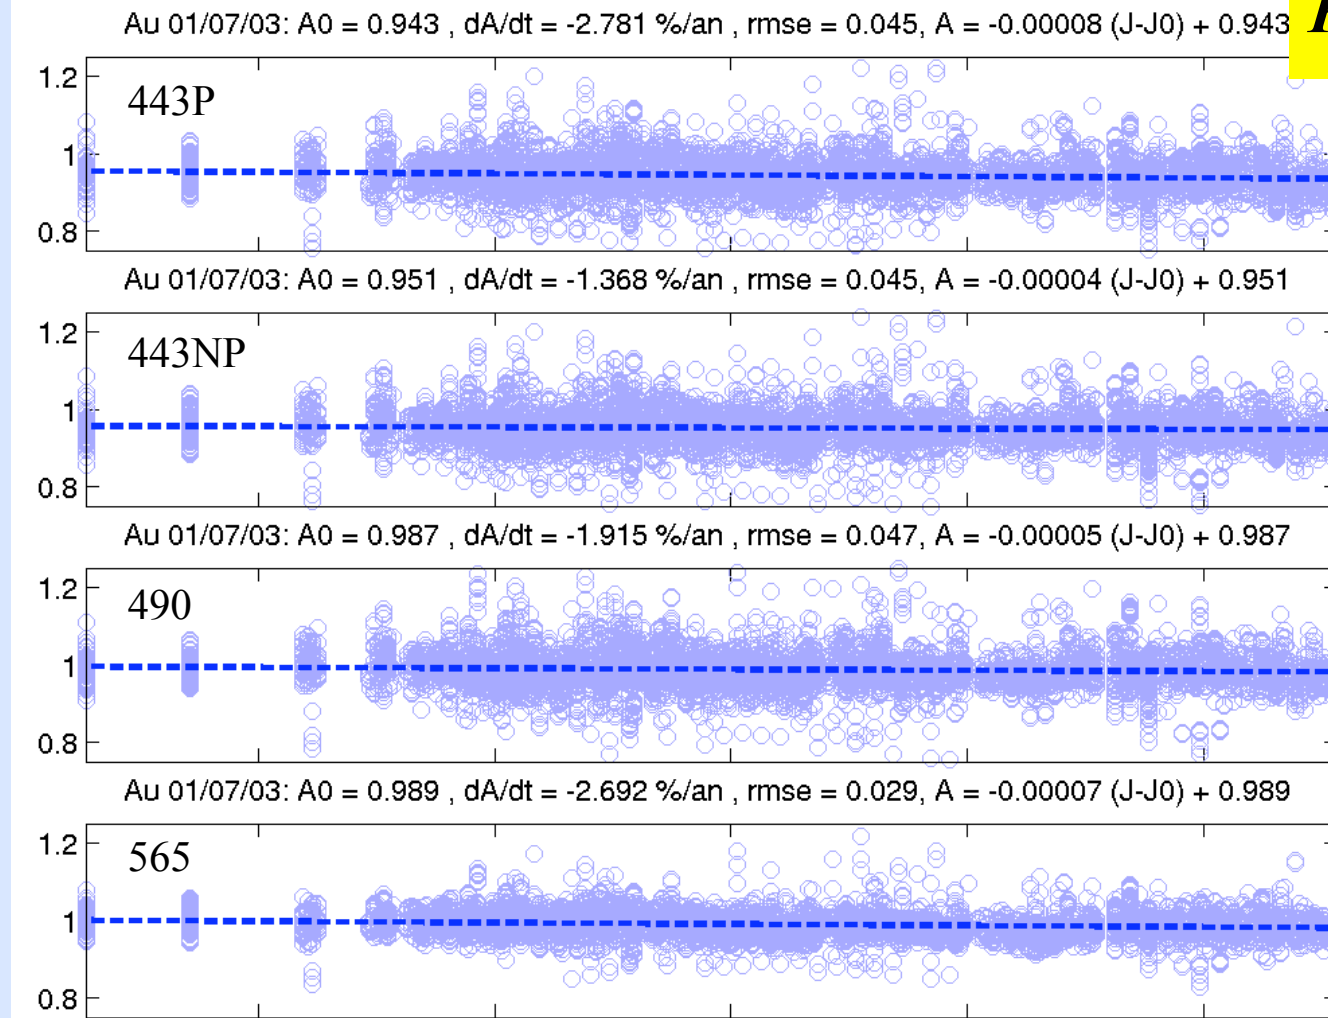 Au 01/07/03: A0 = 0.943 , dA/dt = -2.781 %/an , rmse = 0.045, A = -0.00008 (J-J0) + 0.943
1.2
443P
1
0.8
Au 01/07/03: A0 = 0.951 , dA/dt = -1.368 %/an , rmse = 0.045, A = -0.00004 (J-J0) + 0.951
1.2
443NP
1
0.8
Au 01/07/03: A0 = 0.987 , dA/dt = -1.915 %/an , rmse = 0.047, A = -0.00005 (J-J0) + 0.987
1.2
490
1
0.8
Au 01/07/03: A0 = 0.989 , dA/dt = -2.692 %/an , rmse = 0.029, A = -0.00007 (J-J0) + 0.989
1.2
565
1
0.8